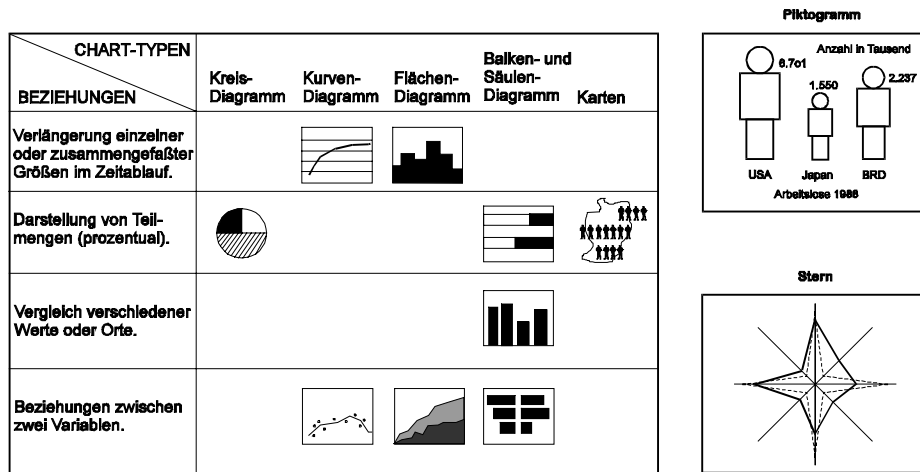 CHART-TYPEN
BEZIEHUNGEN
Kreis-
Diagramm
Kurven-
Diagramm
Flächen-
Diagramm
Balken- und
Säulen-
Diagramm
Karten
Verlängerung einzelner
oder zusammengefaßter
Größen im Zeitablauf.
Darstellung von Teil-
mengen (prozentual).
Vergleich verschiedener
Werte oder Orte.
Beziehungen zwischen
zwei Variablen.
Piktogramm
Anzahl in Tausend
6.7o1
1.550
2.237
USA
Japan
BRD
Arbeitslose 1986
Stern